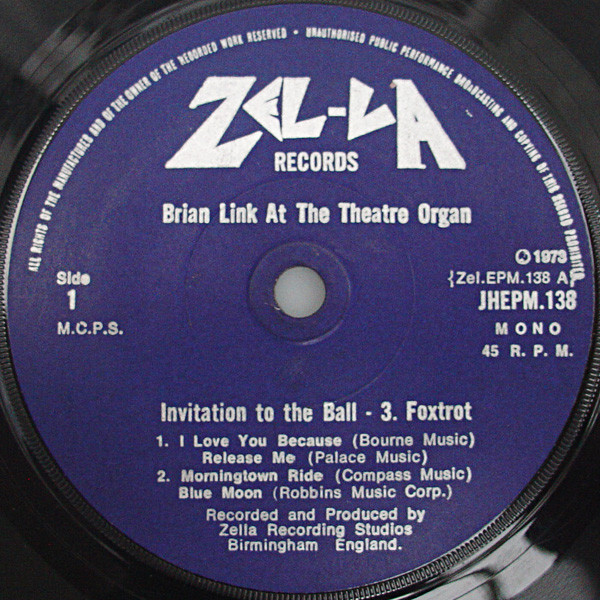 ALL RIGHTS OF THE MANUFACTURER AND OF THE OWNER OF THE RECORDED WORK RESERVED • UNAUTHORISED PUBLIC PERFORMANCE BROADCASTING AND COPYING OF THIS RECORD PROHIBITED
ZEL-LA
RECORDS
Brian Link At The Theatre Organ
Side
1
M.C.P.S.
℗ 1973
{Zel.EPM.138 A}
JHEPM.138
MONO
45 R. P. M.
Invitation to the Ball - 3. Foxtrot
1. I Love You Because (Bourne Music)
Release Me (Palace Music)
2. Morningtown Ride (Compass Music)
Blue Moon (Robbins Music Corp.)
Recorded and Produced by
Zella Recording Studios
Birmingham England.